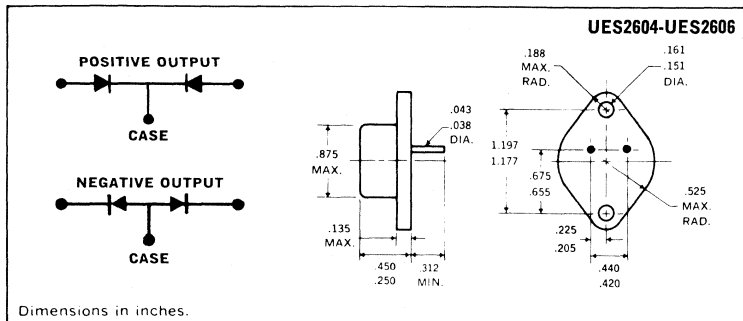 UES2604-UES2606
POSITIVE OUTPUT
CASE
NEGATIVE OUTPUT
CASE
.875
MAX.
.135
MAX.
.450
.250
.312
MIN.
.043
.038
DIA.
.188
MAX.
RAD.
.161
.151
DIA.
1.197
1.177
.675
.655
.525
MAX.
RAD.
.225
.205
.440
.420
Dimensions in inches.